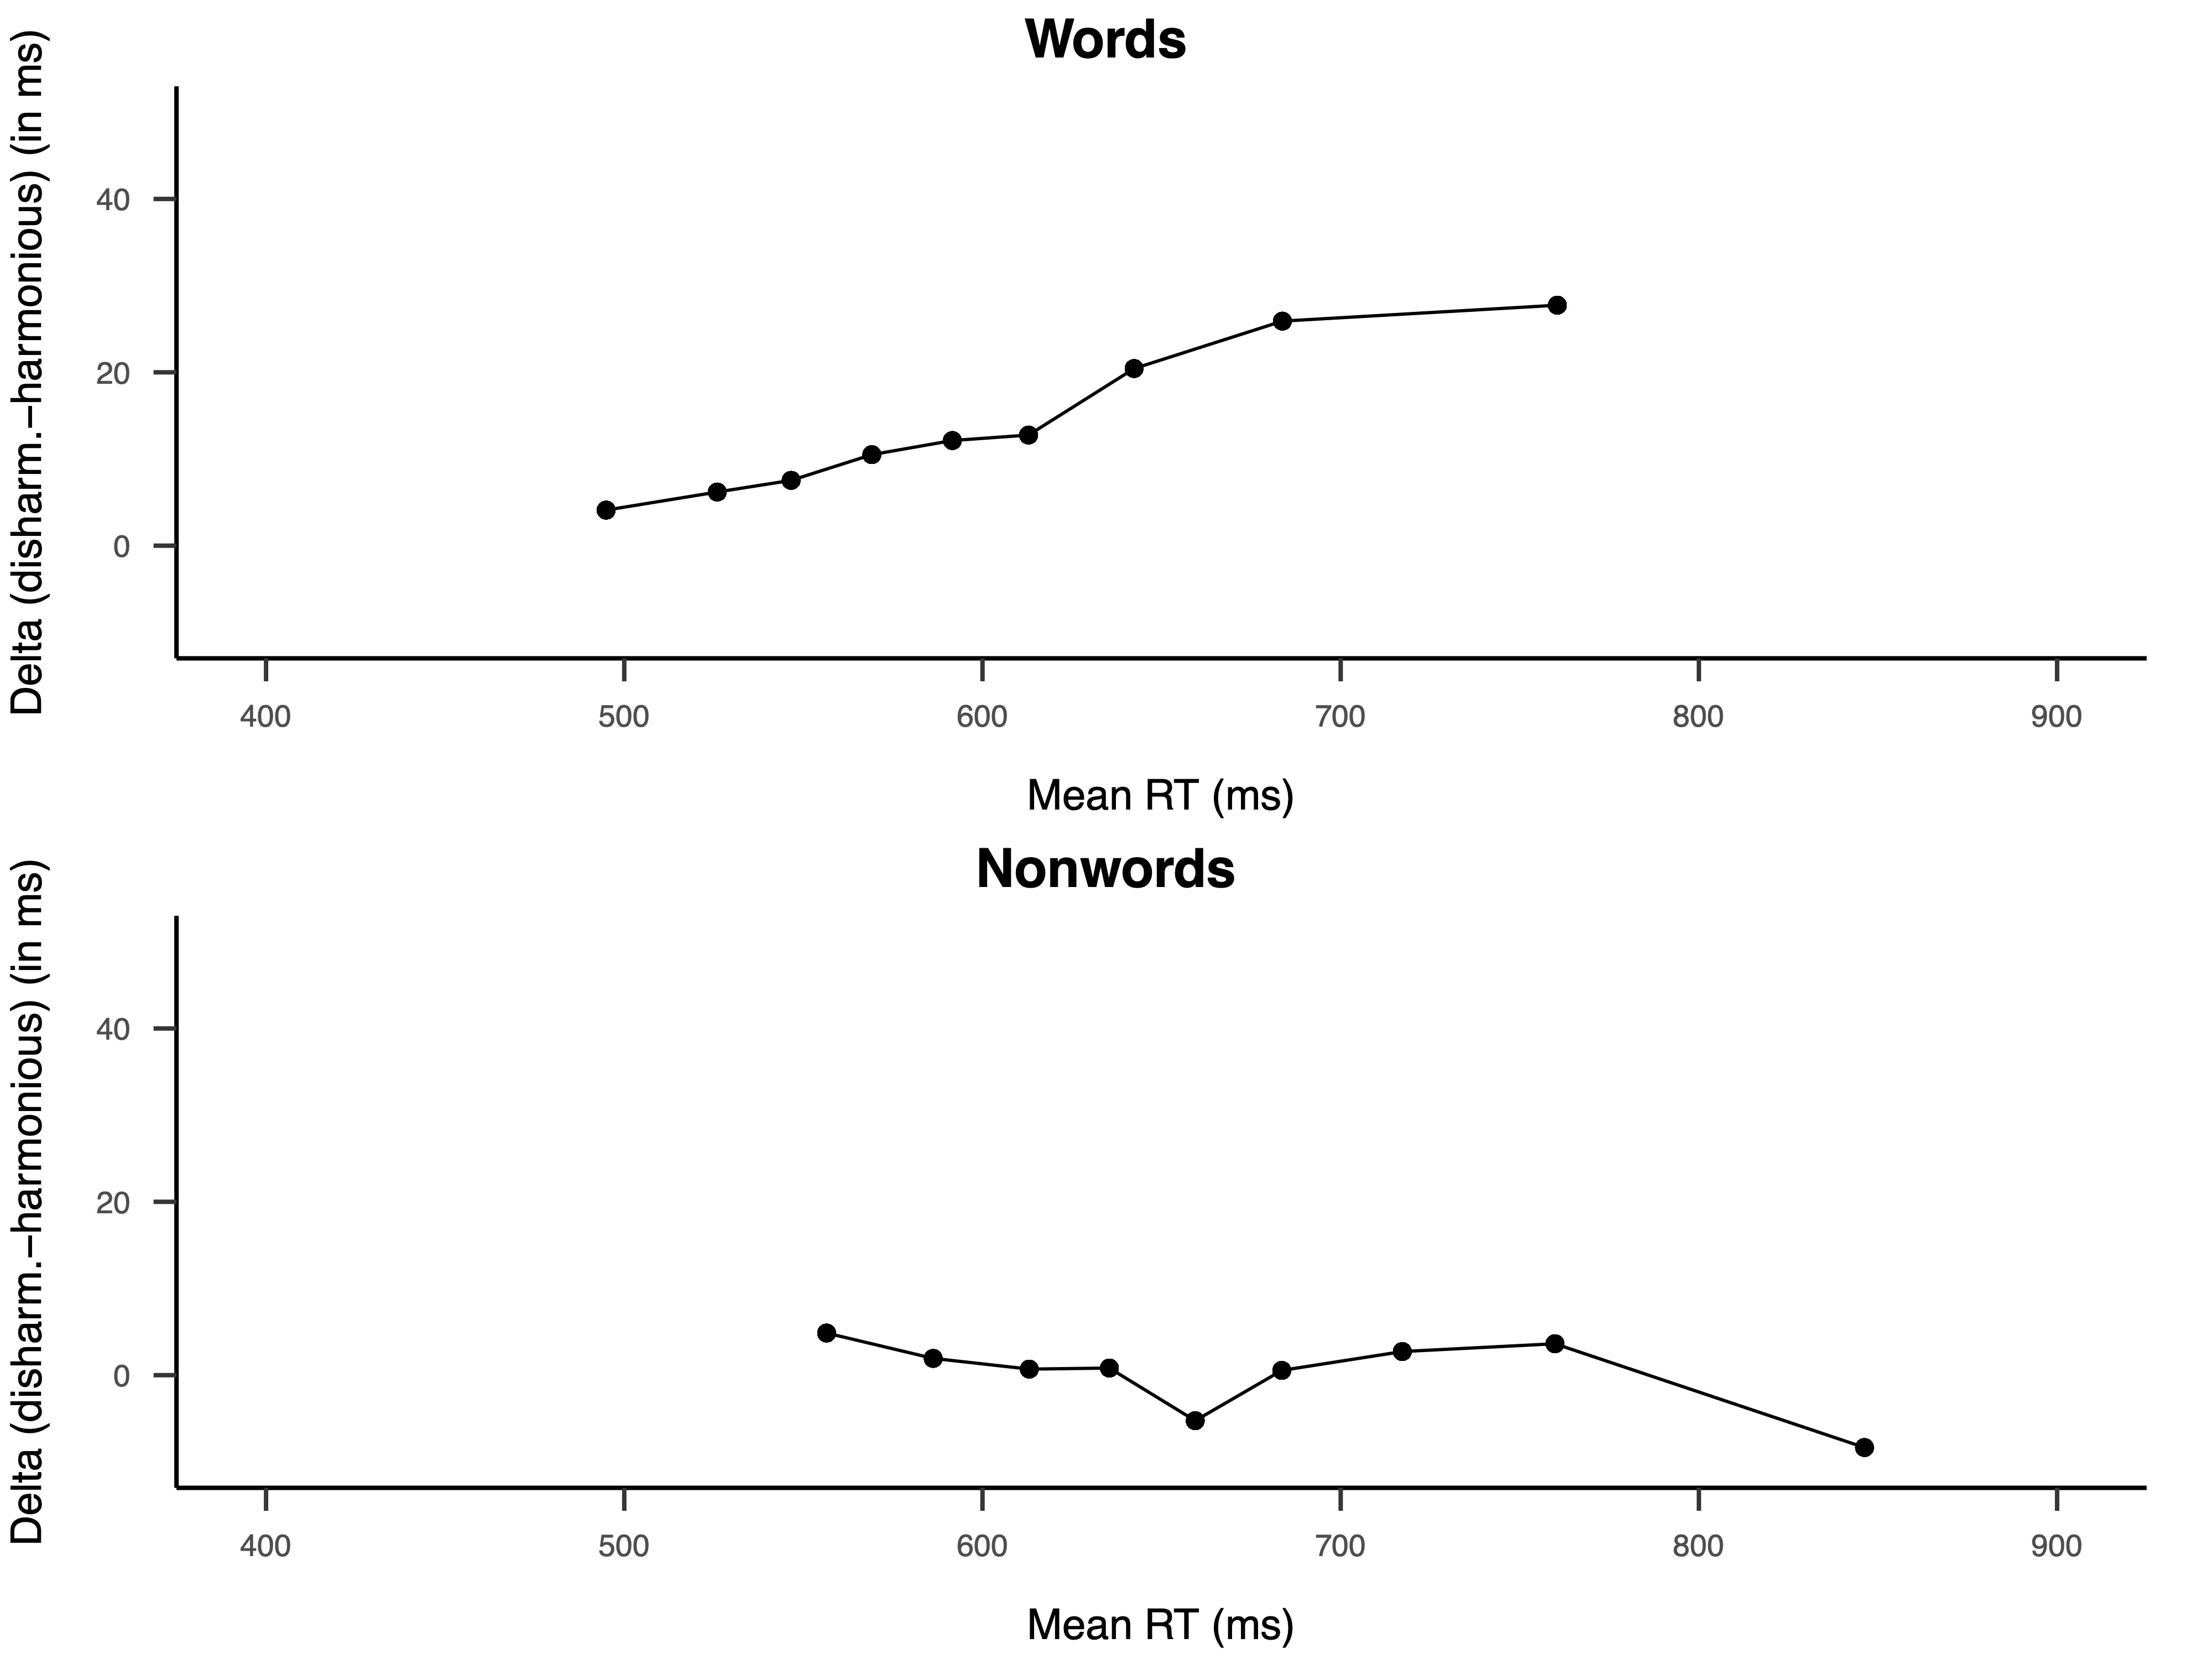 Words
Delta (disharm.−harmonious) (in ms)
40
20
0
400 500 600 700 800 900
Mean RT (ms)
Nonwords
Delta (disharm.−harmonious) (in ms)
40
20
0
400 500 600 700 800 900
Mean RT (ms)